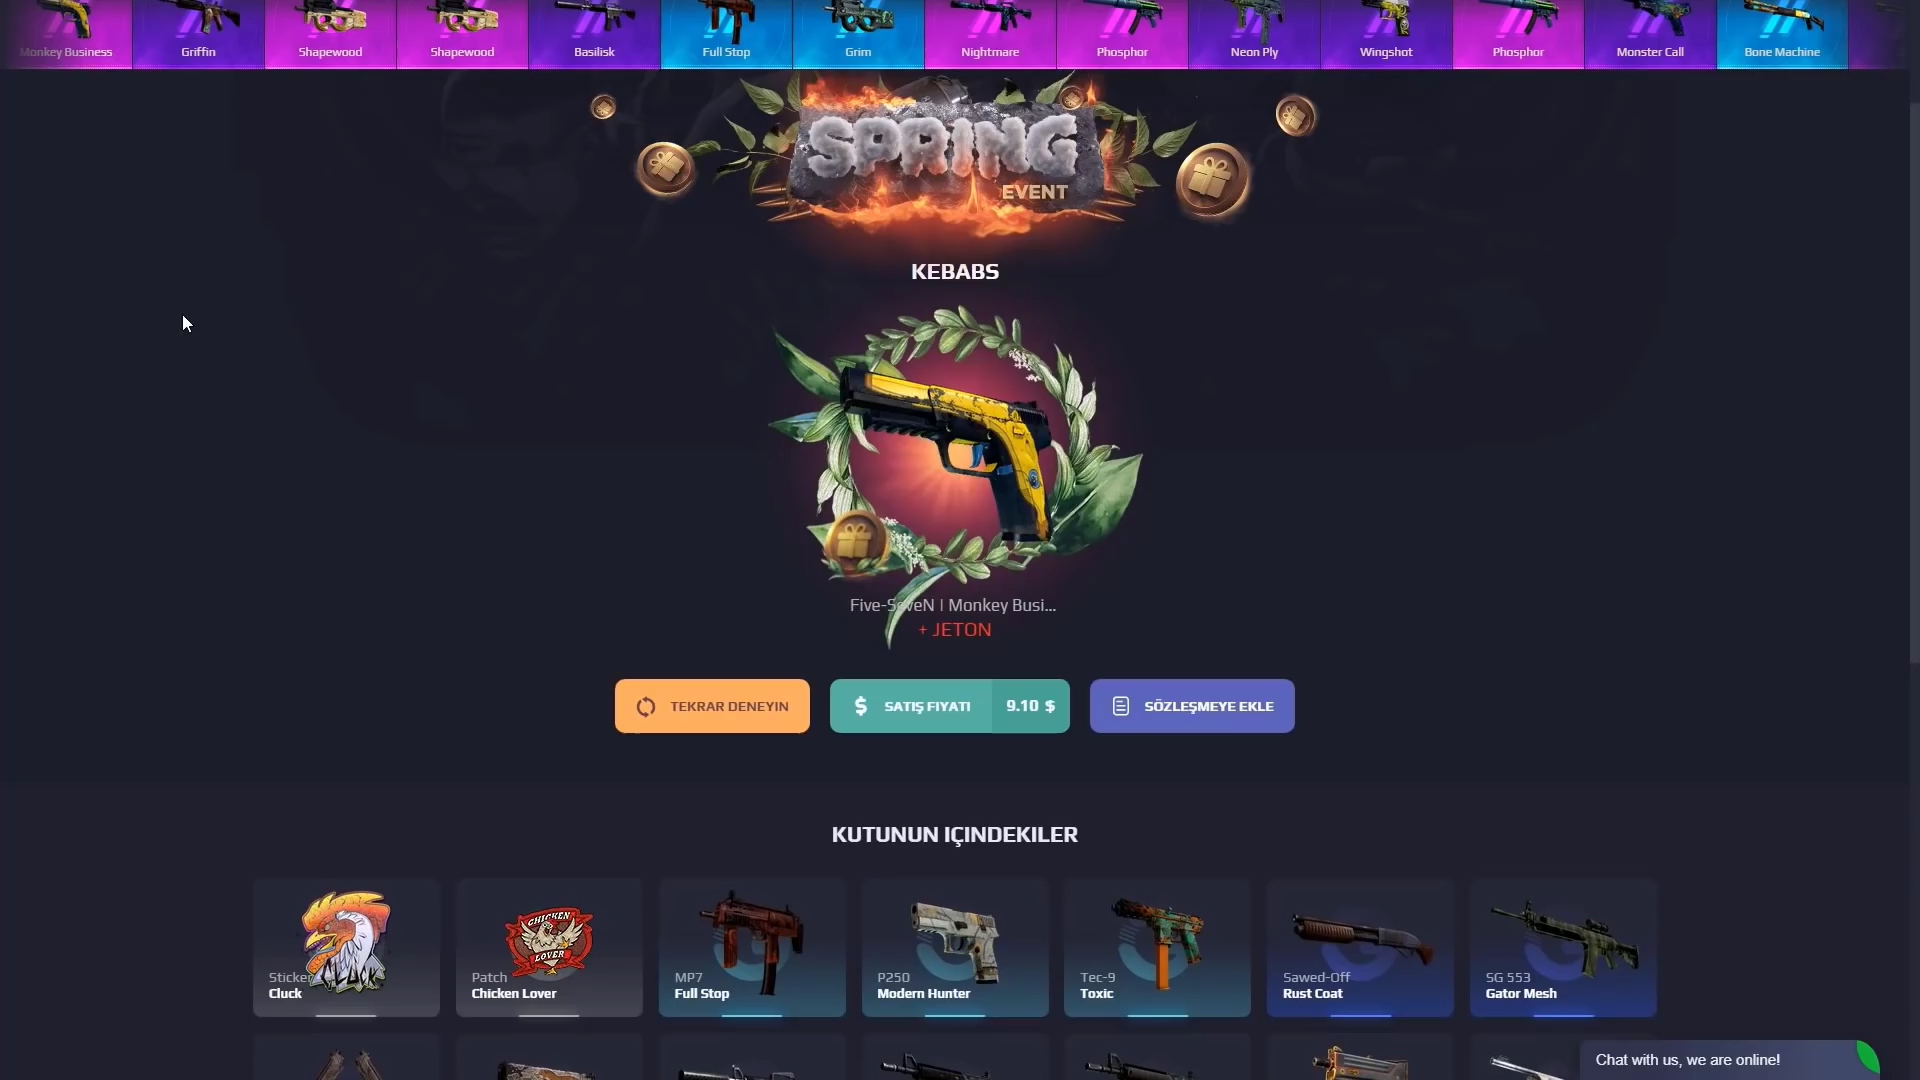 Monkey Business
Griffin
Shapewood
Shapewood
Basilisk
Full Stop
Grim
Nightmare
Phosphor
Neon Ply
Wingshot
Phosphor
Monster Call
Bone Machine
SPRING
EVENT
KEBABS
Five-SeveN | Monkey Busi...
+ JETON
TEKRAR DENEYIN
$ SATIŞ FIYATI 9.10 $
SÖZLEŞMEYE EKLE
KUTUNUN IÇINDEKILER
CLUCK
Sticker
Cluck
CHICKEN
LOVER
Patch
Chicken Lover
MP7
Full Stop
P250
Modern Hunter
Tec-9
Toxic
Sawed-Off
Rust Coat
SG 553
Gator Mesh
Chat with us, we are online!